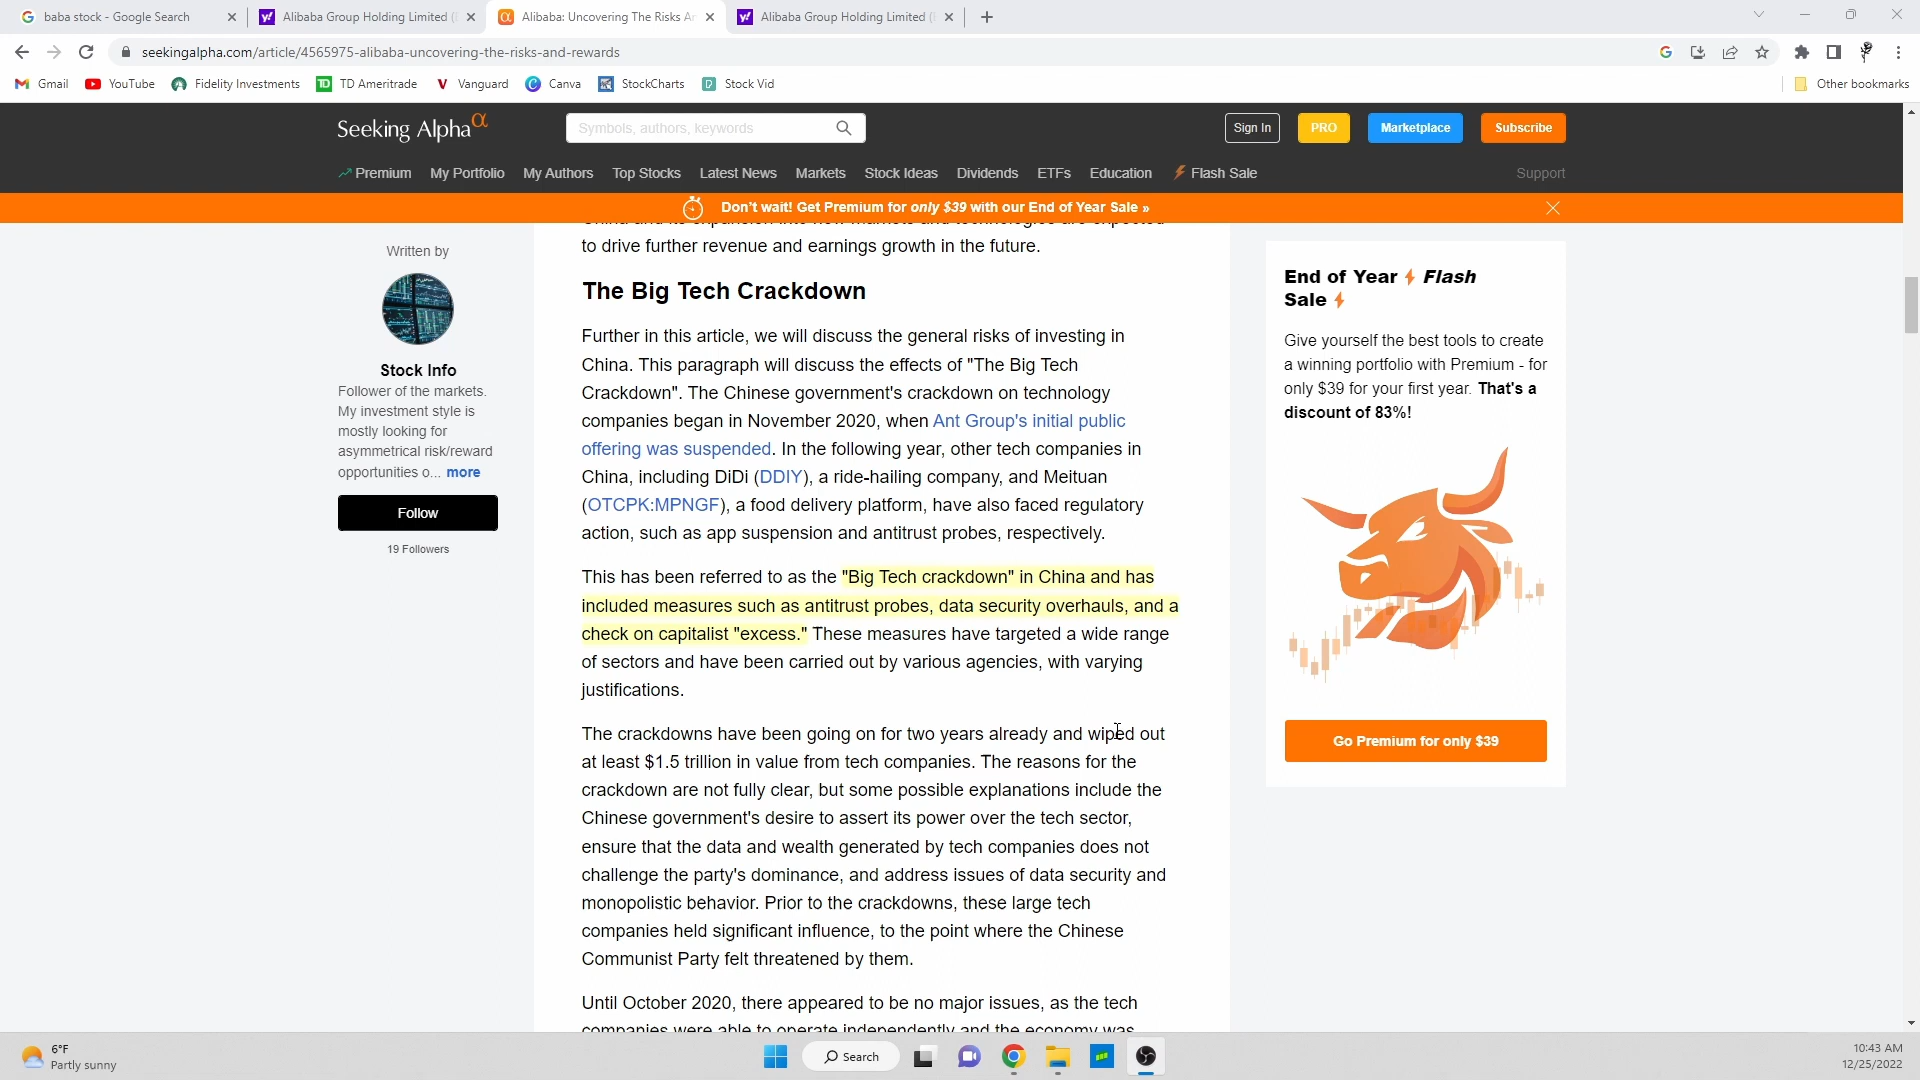 baba stock - Google Search
Alibaba Group Holding Limited (
Alibaba: Uncovering The Risks An
Alibaba Group Holding Limited (
seekingalpha.com/article/4565975-alibaba-uncovering-the-risks-and-rewards
Gmail YouTube Fidelity Investments TD Ameritrade Vanguard Canva StockCharts Stock Vid Other bookmarks
Seeking Alpha α
Symbols, authors, keywords
Sign In PRO Marketplace Subscribe
Premium My Portfolio My Authors Top Stocks Latest News Markets Stock Ideas Dividends ETFs Education Flash Sale Support
Don't wait! Get Premium for only $39 with our End of Year Sale »
Written by
Stock Info
Follower of the markets.
My investment style is
mostly looking for
asymmetrical risk/reward
opportunities o... more
Follow
19 Followers
to drive further revenue and earnings growth in the future.
The Big Tech Crackdown
Further in this article, we will discuss the general risks of investing in
China. This paragraph will discuss the effects of "The Big Tech
Crackdown". The Chinese government's crackdown on technology
companies began in November 2020, when Ant Group's initial public
offering was suspended. In the following year, other tech companies in
China, including DiDi (DDIY), a ride-hailing company, and Meituan
(OTCPK:MPNGF), a food delivery platform, have also faced regulatory
action, such as app suspension and antitrust probes, respectively.
This has been referred to as the "Big Tech crackdown" in China and has
included measures such as antitrust probes, data security overhauls, and a
check on capitalist "excess." These measures have targeted a wide range
of sectors and have been carried out by various agencies, with varying
justifications.
The crackdowns have been going on for two years already and wiped out
at least $1.5 trillion in value from tech companies. The reasons for the
crackdown are not fully clear, but some possible explanations include the
Chinese government's desire to assert its power over the tech sector,
ensure that the data and wealth generated by tech companies does not
challenge the party's dominance, and address issues of data security and
monopolistic behavior. Prior to the crackdowns, these large tech
companies held significant influence, to the point where the Chinese
Communist Party felt threatened by them.
Until October 2020, there appeared to be no major issues, as the tech
companies were able to operate independently and the economy was
End of Year Flash
Sale
Give yourself the best tools to create
a winning portfolio with Premium - for
only $39 for your first year. That's a
discount of 83%!
Go Premium for only $39
6°F
Partly sunny
Search
10:43 AM
12/25/2022